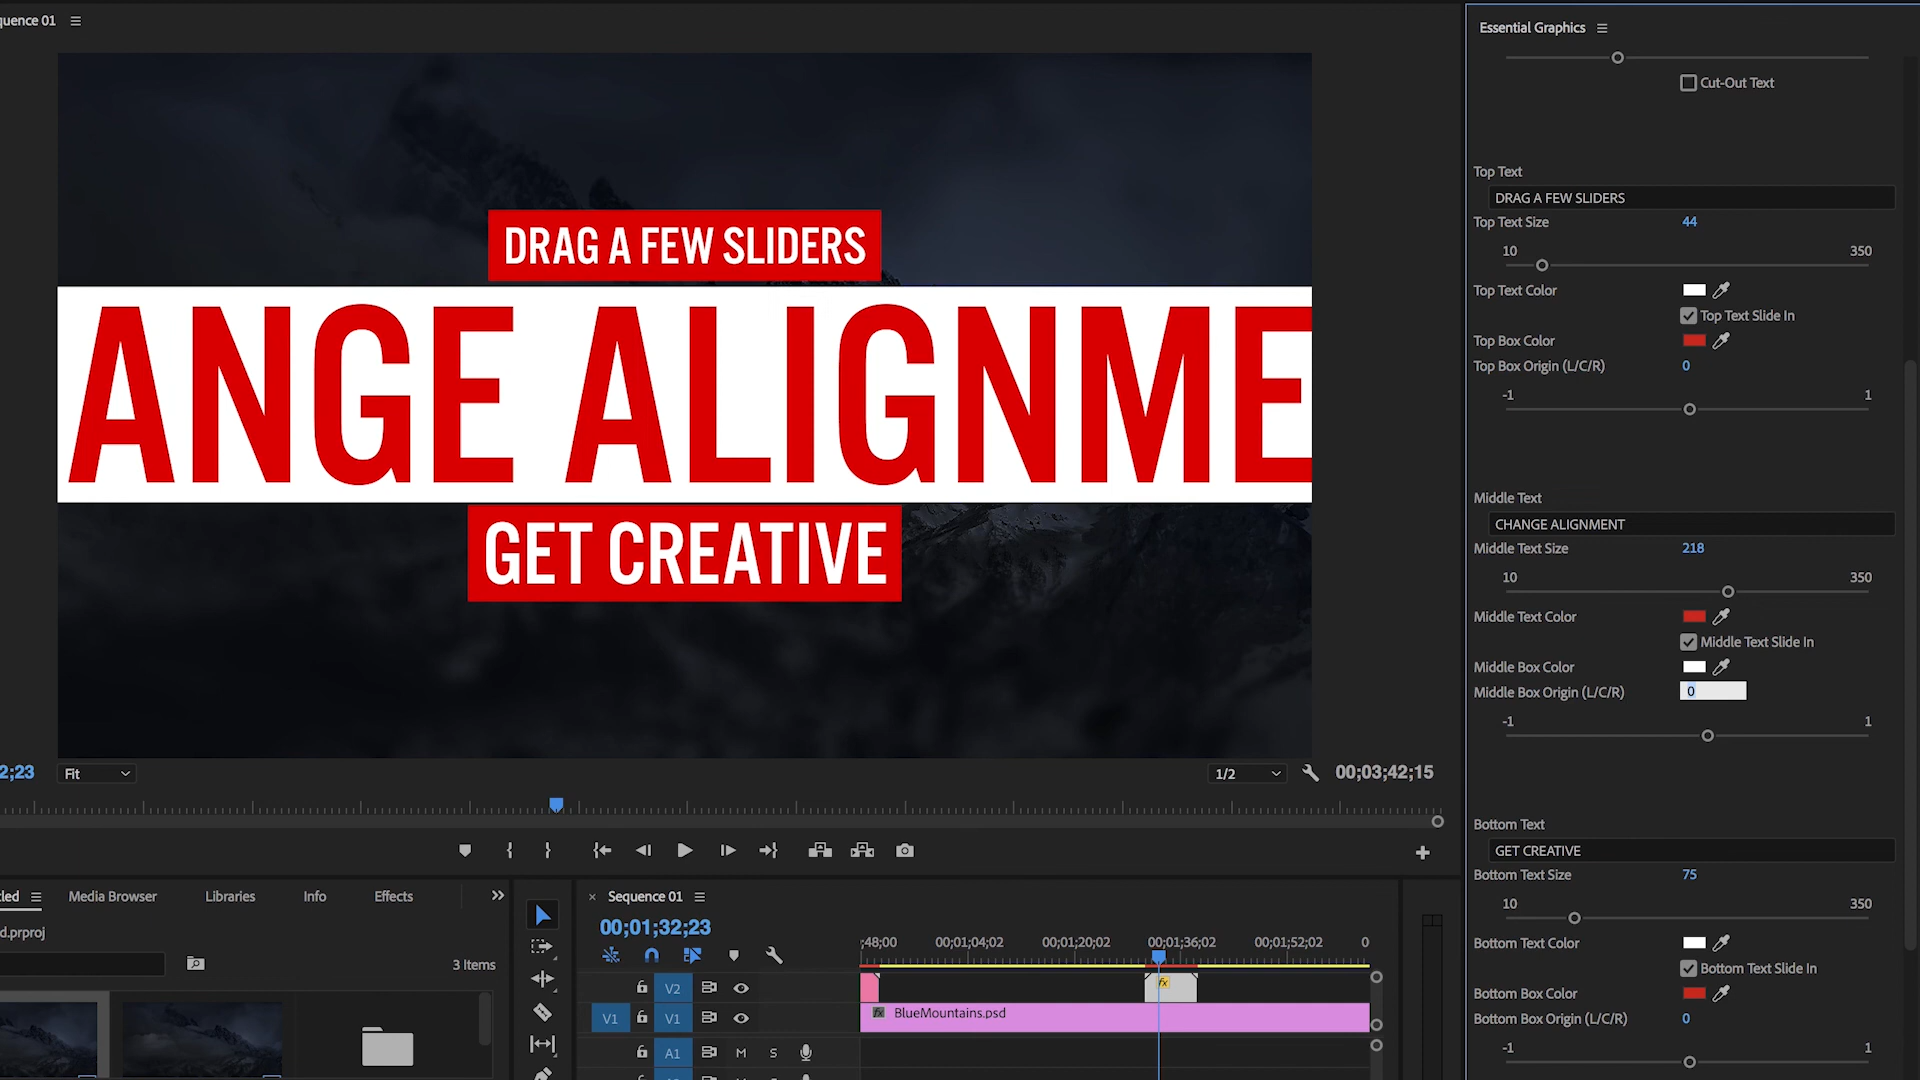 quence 01
Essential Graphics
Cut-Out Text
Top Text
DRAG A FEW SLIDERS
Top Text Size 44
10 350
Top Text Color
Top Text Slide In
Top Box Color
Top Box Origin (L/C/R) 0
-1 1
Middle Text
CHANGE ALIGNMENT
Middle Text Size 218
10 350
Middle Text Color
Middle Text Slide In
Middle Box Color
Middle Box Origin (L/C/R) 0
-1 1
Bottom Text
GET CREATIVE
Bottom Text Size 75
10 350
Bottom Text Color
Bottom Text Slide In
Bottom Box Color
Bottom Box Origin (L/C/R) 0
-1 1
DRAG A FEW SLIDERS
ANGE ALIGNME
GET CREATIVE
2;23 Fit 1/2 00;03;42;15
tled Media Browser Libraries Info Effects
d.prproj
3 Items
× Sequence 01
00;01;32;23
;48;00 00;01;04;02 00;01;20;02 00;01;36;02 00;01;52;02 0
V2 fx
V1 V1 fx BlueMountains.psd
A1 M S